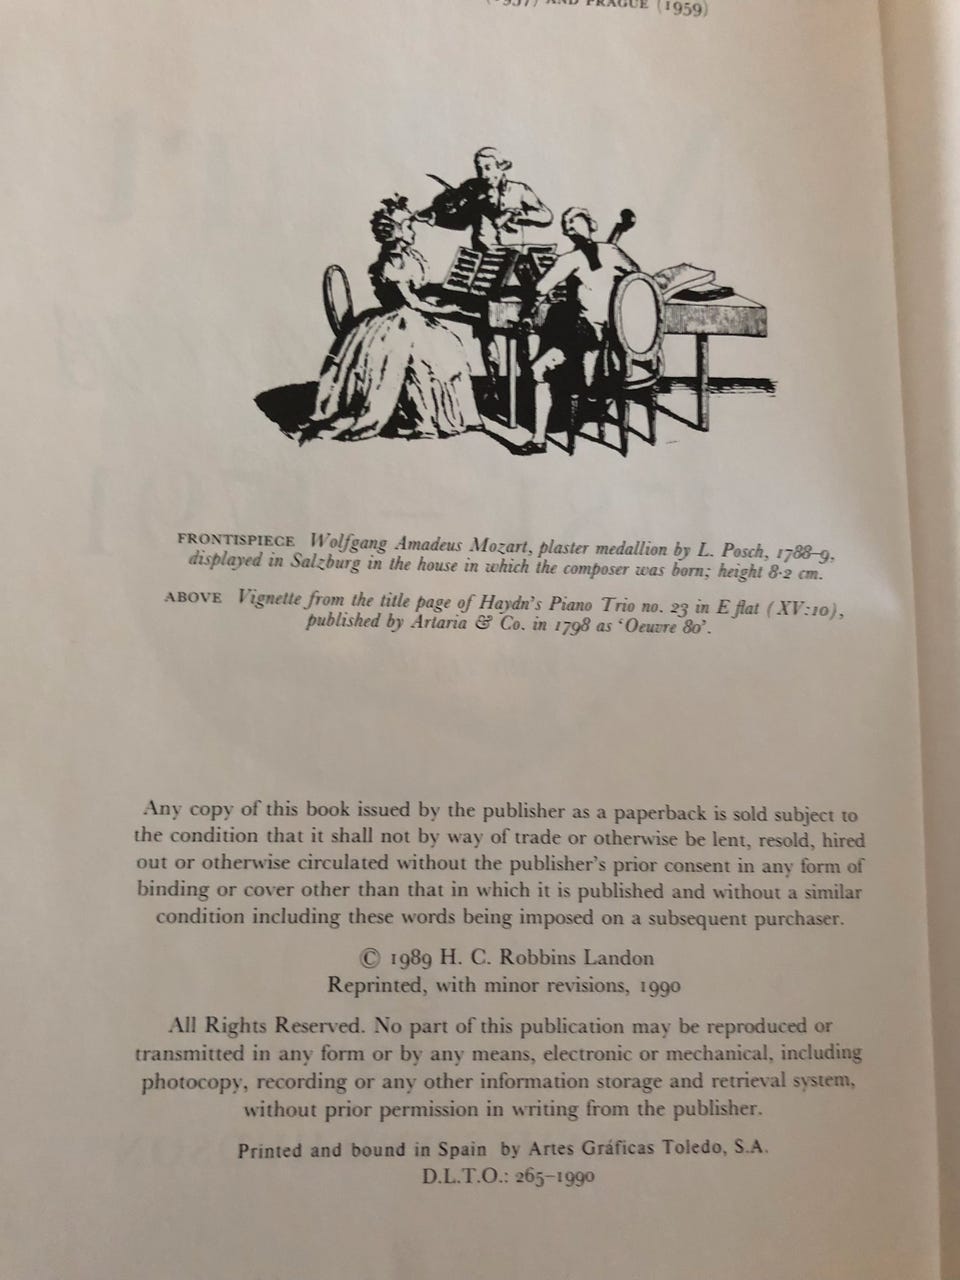 AND PRAGUE (1959)
FRONTISPIECE Wolfgang Amadeus Mozart, plaster medallion by L. Posch, 1788–9,
displayed in Salzburg in the house in which the composer was born; height 8·2 cm.
ABOVE Vignette from the title page of Haydn's Piano Trio no. 23 in E flat (XV:10),
published by Artaria & Co. in 1798 as 'Oeuvre 80'.
Any copy of this book issued by the publisher as a paperback is sold subject to
the condition that it shall not by way of trade or otherwise be lent, resold, hired
out or otherwise circulated without the publisher's prior consent in any form of
binding or cover other than that in which it is published and without a similar
condition including these words being imposed on a subsequent purchaser.
© 1989 H. C. Robbins Landon
Reprinted, with minor revisions, 1990
All Rights Reserved. No part of this publication may be reproduced or
transmitted in any form or by any means, electronic or mechanical, including
photocopy, recording or any other information storage and retrieval system,
without prior permission in writing from the publisher.
Printed and bound in Spain by Artes Gráficas Toledo, S.A.
D.L.T.O.: 265–1990